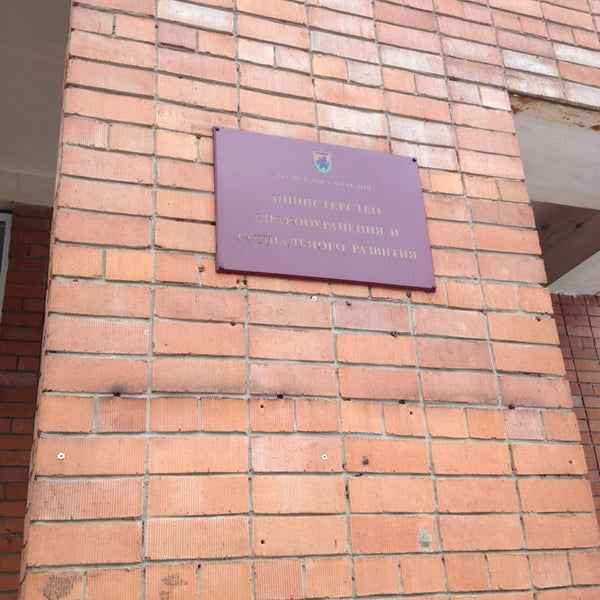 РЕСПУБЛИКА КАРЕЛИЯ
МИНИСТЕРСТВО
ЗДРАВООХРАНЕНИЯ И
СОЦИАЛЬНОГО РАЗВИТИЯ